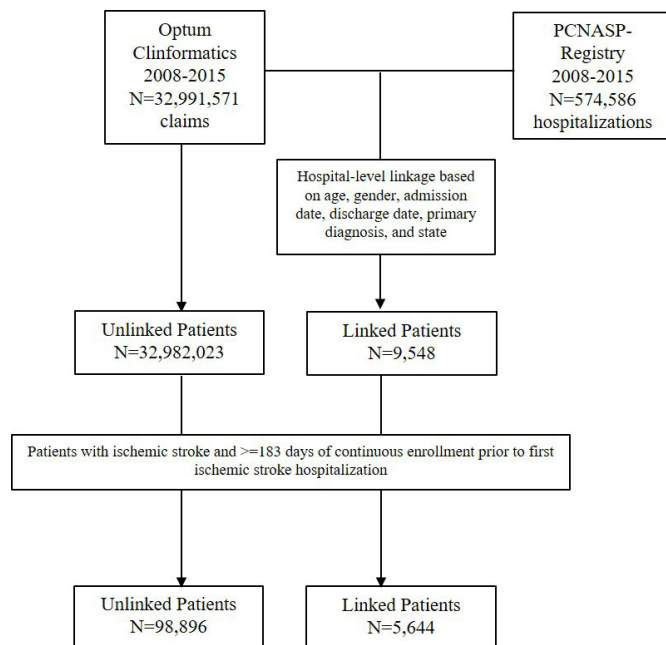 Optum
Clinformatics
2008-2015
N=32,991,571
claims
PCNASP-
Registry
2008-2015
N=574,586
hospitalizations
Hospital-level linkage based
on age, gender, admission
date, discharge date, primary
diagnosis, and state
Unlinked Patients
N=32,982,023
Linked Patients
N=9,548
Patients with ischemic stroke and >=183 days of continuous enrollment prior to first
ischemic stroke hospitalization
Unlinked Patients
N=98,896
Linked Patients
N=5,644